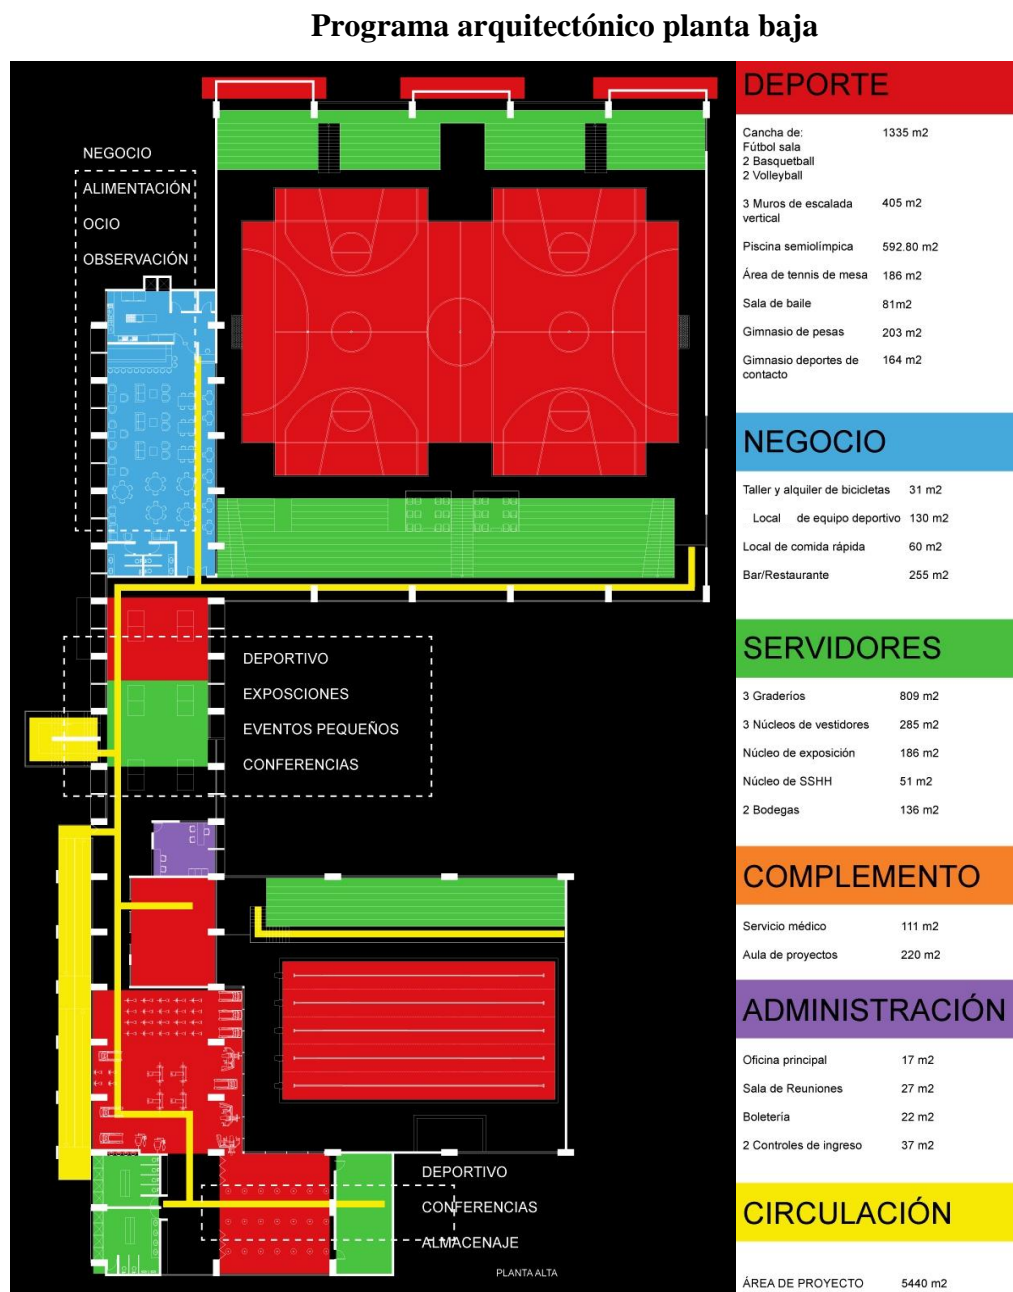 Programa arquitectónico planta baja
NEGOCIO
ALIMENTACIÓN
OCIO
OBSERVACIÓN
DEPORTIVO
EXPOSCIONES
EVENTOS PEQUEÑOS
CONFERENCIAS
DEPORTIVO
CONFERENCIAS
ALMACENAJE
PLANTA ALTA
DEPORTE
Cancha de: 1335 m2
Fútbol sala
2 Basquetball
2 Volleyball
3 Muros de escalada 405 m2
vertical
Piscina semiolímpica 592.80 m2
Área de tennis de mesa 186 m2
Sala de baile 81m2
Gimnasio de pesas 203 m2
Gimnasio deportes de 164 m2
contacto
NEGOCIO
Taller y alquiler de bicicletas 31 m2
Local de equipo deportivo 130 m2
Local de comida rápida 60 m2
Bar/Restaurante 255 m2
SERVIDORES
3 Graderíos 809 m2
3 Núcleos de vestidores 285 m2
Núcleo de exposición 186 m2
Núcleo de SSHH 51 m2
2 Bodegas 136 m2
COMPLEMENTO
Servicio médico 111 m2
Aula de proyectos 220 m2
ADMINISTRACIÓN
Oficina principal 17 m2
Sala de Reuniones 27 m2
Boletería 22 m2
2 Controles de ingreso 37 m2
CIRCULACIÓN
ÁREA DE PROYECTO 5440 m2